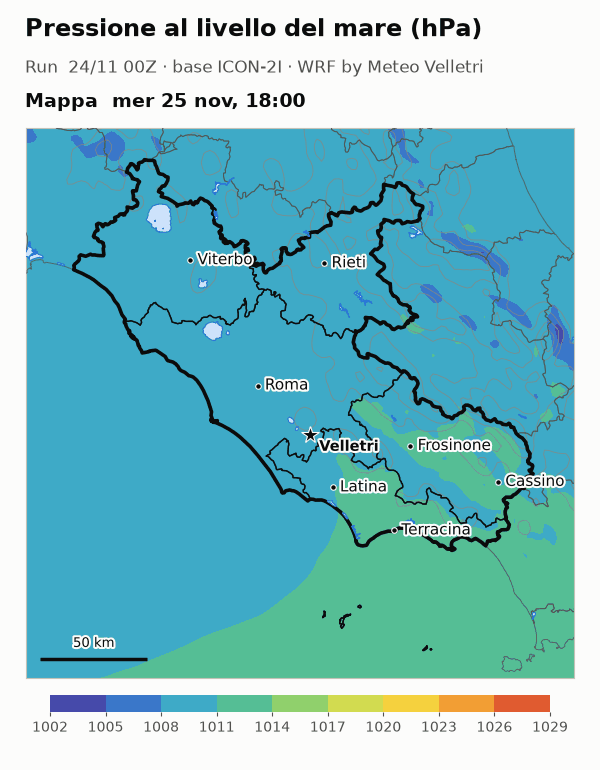 Pressione al livello del mare (hPa)
Run  24/11 00Z · base ICON-2I · WRF by Meteo Velletri
Mappa  mer 25 nov, 18:00
Viterbo
Rieti
Roma
Velletri
Frosinone
Cassino
Latina
Terracina
50 km
1002 1005 1008 1011 1014 1017 1020 1023 1026 1029